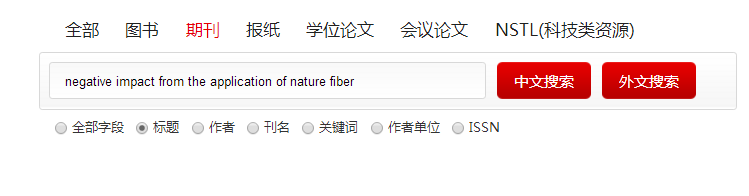 全部 图书 期刊 报纸 学位论文 会议论文 NSTL(科技类资源)
negative impact from the application of nature fiber 中文搜索 外文搜索
全部字段 标题 作者 刊名 关键词 作者单位 ISSN